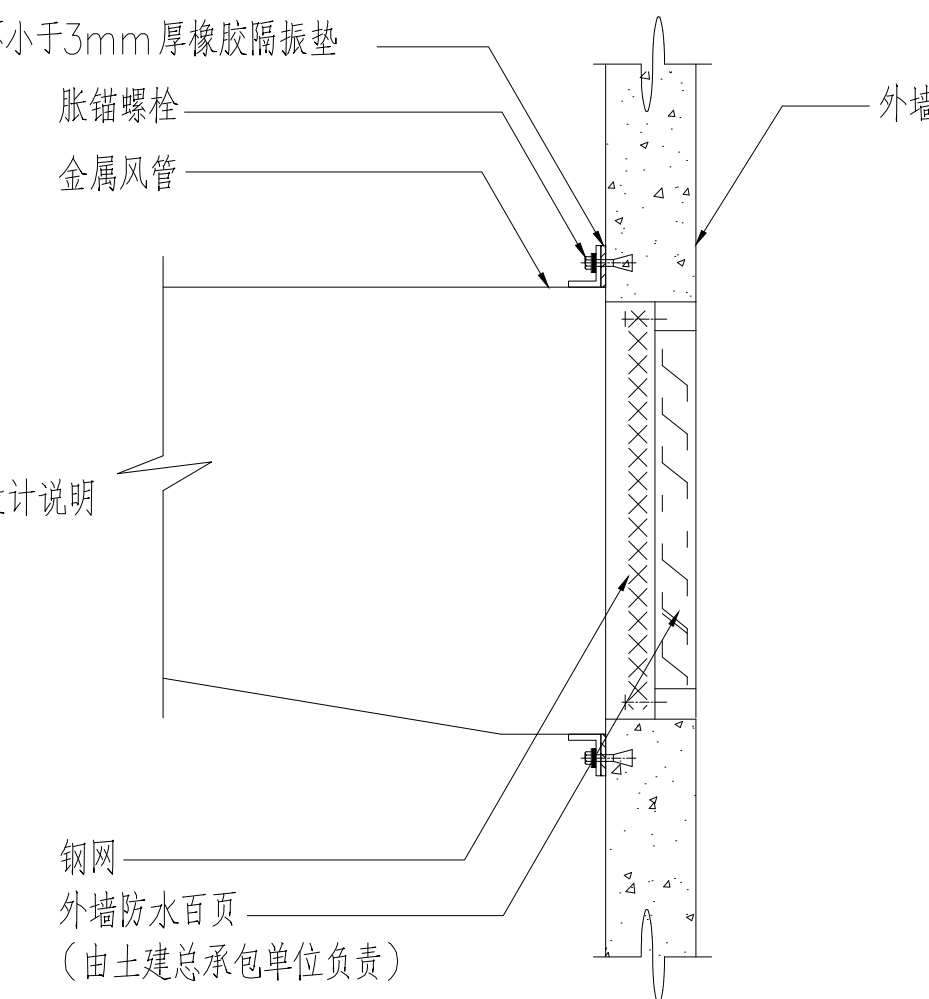 小于3mm厚橡胶隔振垫
胀锚螺栓
外墙
金属风管
计说明
钢网
外墙防水百页
（由土建总承包单位负责）